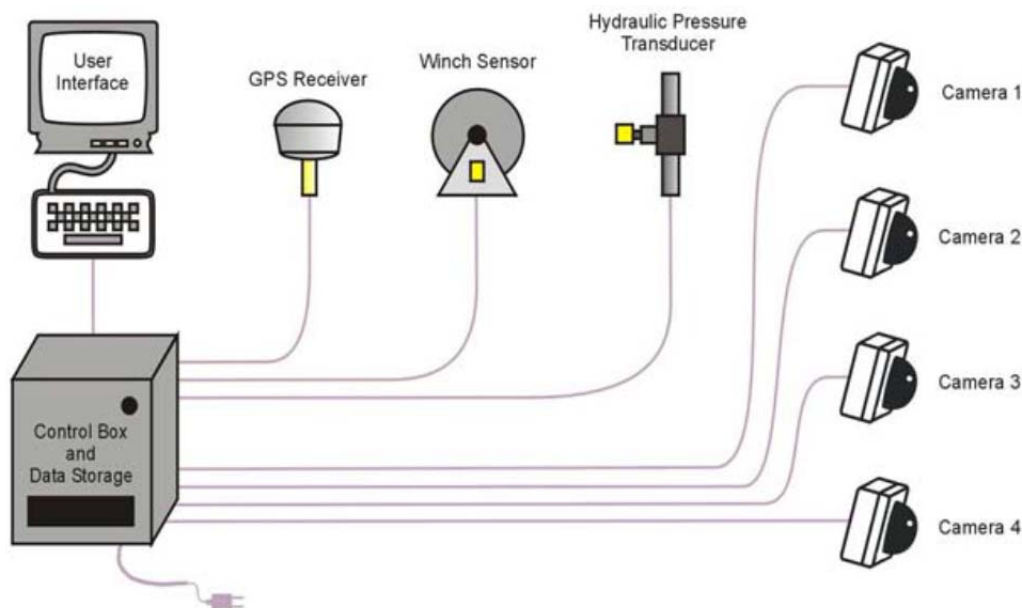 User
Interface
GPS Receiver
Winch Sensor
Hydraulic Pressure
Transducer
Camera 1
Camera 2
Camera 3
Camera 4
Control Box
and
Data Storage